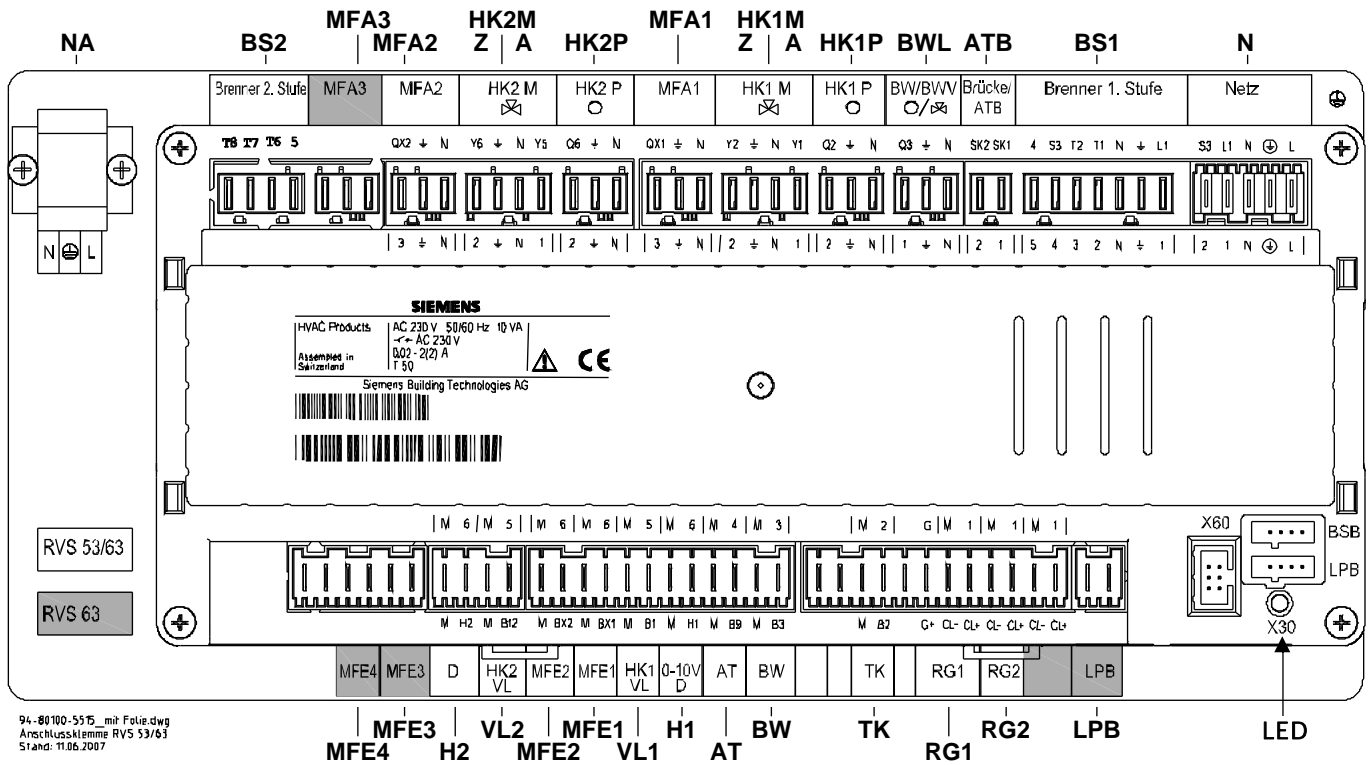 MFA3 HK2M MFA1 HK1M
NA BS2 MFA2 Z A HK2P Z A HK1P BWL ATB BS1 N
Brenner 2. Stufe MFA3 MFA2 HK2 M HK2 P MFA1 HK1 M HK1 P BW/BWV Brücke/ATB Brenner 1. Stufe Netz
T8 T7 T6 5 QX2 N Y6 N Y5 Q6 N QX1 N Y2 N Y1 Q2 N Q3 N SK2 SK1 4 S3 T2 T1 N L1 S3 L1 N L
N L
3 N 2 N 1 2 N 3 N 2 N 1 2 N 1 N 2 1 5 4 3 2 N 1 2 1 N L
SIEMENS
HVAC Products AC 230 V 50/60 Hz 10 VA
AC 230 V
0.02 - 2(2) A
Assembled in Switzerland T 50
CE
Siemens Building Technologies AG
RVS 53/63
RVS 63
M 6 M 5 M 6 M 6 M 5 M 6 M 4 M 3 M 2 G M 1 M 1 M 1
X60
BSB
LPB
X30
M H2 M B12 M BX2 M BX1 M B1 M H1 M B9 M B3 M B2 G+ CL- CL+ CL- CL+ CL- CL+
MFE4 MFE3 D HK2 VL MFE2 MFE1 HK1 VL 0-10V D AT BW TK RG1 RG2 LPB
MFE3 VL2 MFE1 H1 BW TK RG2 LPB LED
MFE4 H2 MFE2 VL1 AT RG1
94-80100-5515_mit Folie.dwg
Anschlussklemme RVS 53/63
Stand: 11.06.2007